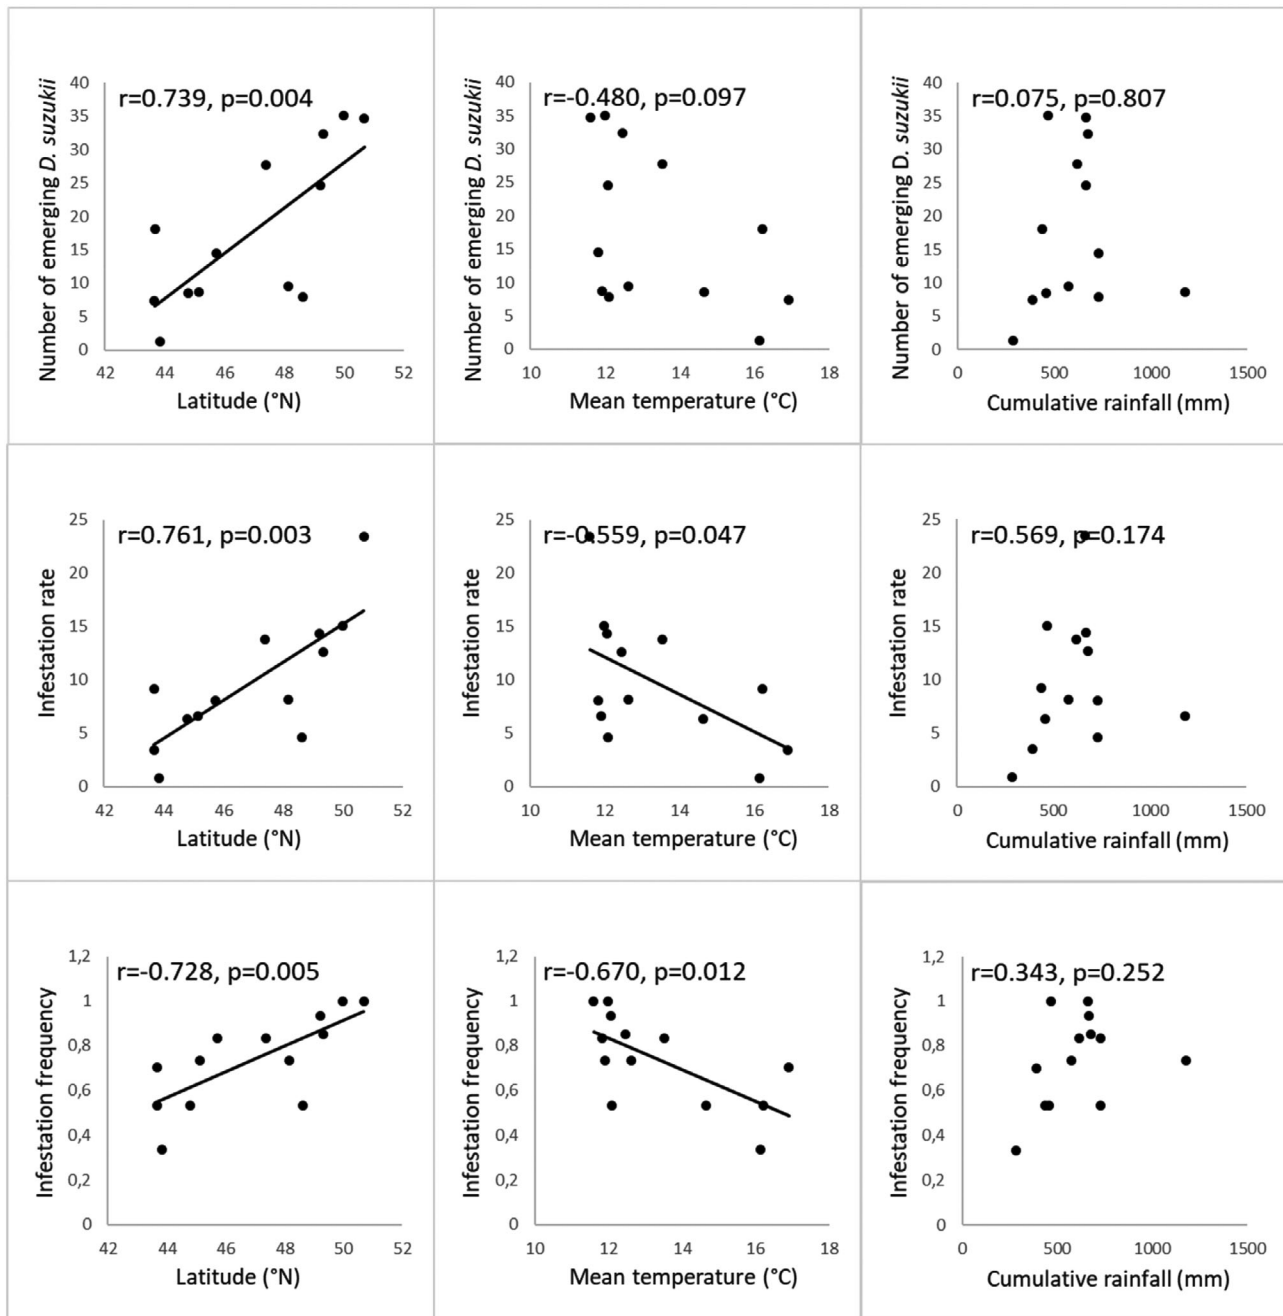 r=0.739, p=0.004
Number of emerging D. suzukii
40
35
30
25
20
15
10
5
0
42 44 46 48 50 52
Latitude (°N)
r=-0.480, p=0.097
Number of emerging D. suzukii
40
35
30
25
20
15
10
5
0
10 12 14 16 18
Mean temperature (°C)
r=0.075, p=0.807
Number of emerging D. suzukii
40
35
30
25
20
15
10
5
0
0 500 1000 1500
Cumulative rainfall (mm)
r=0.761, p=0.003
Infestation rate
25
20
15
10
5
0
42 44 46 48 50 52
Latitude (°N)
r=-0.559, p=0.047
Infestation rate
25
20
15
10
5
0
10 12 14 16 18
Mean temperature (°C)
r=0.569, p=0.174
Infestation rate
25
20
15
10
5
0
0 500 1000 1500
Cumulative rainfall (mm)
r=-0.728, p=0.005
Infestation frequency
1,2
1
0,8
0,6
0,4
0,2
0
42 44 46 48 50 52
Latitude (°N)
r=-0.670, p=0.012
Infestation frequency
1,2
1
0,8
0,6
0,4
0,2
0
10 12 14 16 18
Mean temperature (°C)
r=0.343, p=0.252
Infestation frequency
1,2
1
0,8
0,6
0,4
0,2
0
0 500 1000 1500
Cumulative rainfall (mm)